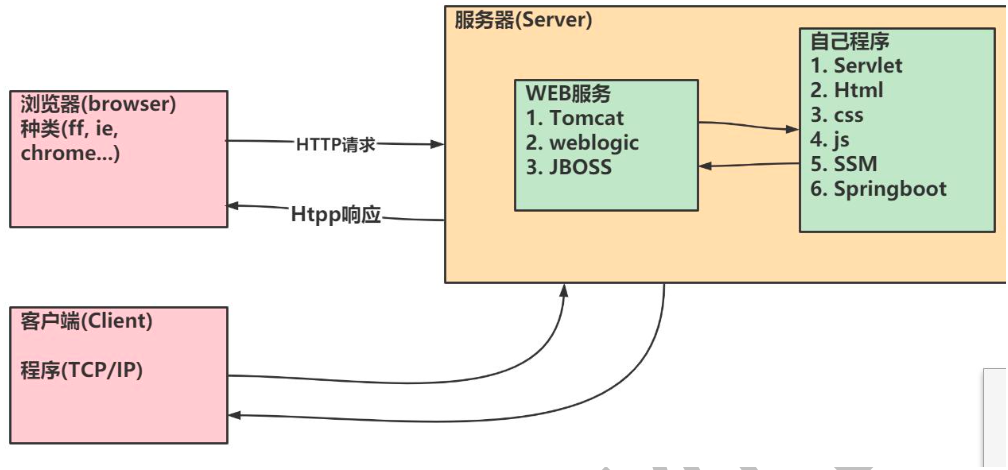 服务器(Server)
自己程序
1. Servlet
2. Html
3. css
4. js
5. SSM
6. Springboot
WEB服务
1. Tomcat
2. weblogic
3. JBOSS
浏览器(browser)
种类(ff, ie,
chrome...)
HTTP请求
Htpp响应
客户端(Client)
程序(TCP/IP)